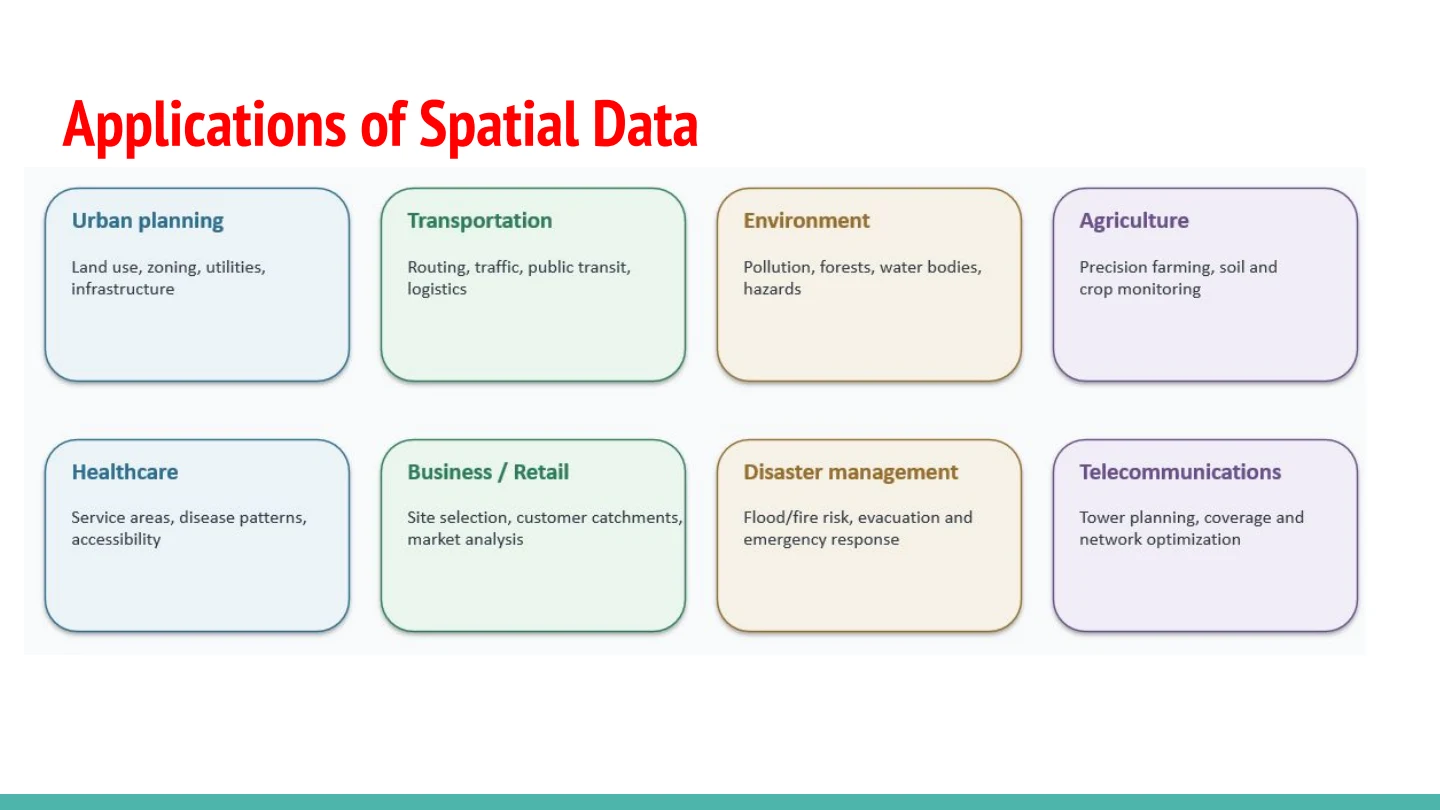 Applications of Spatial Data
Urban planning
Land use, zoning, utilities,
infrastructure
Transportation
Routing, traffic, public transit,
logistics
Environment
Pollution, forests, water bodies,
hazards
Agriculture
Precision farming, soil and
crop monitoring
Healthcare
Service areas, disease patterns,
accessibility
Business / Retail
Site selection, customer catchments,
market analysis
Disaster management
Flood/fire risk, evacuation and
emergency response
Telecommunications
Tower planning, coverage and
network optimization